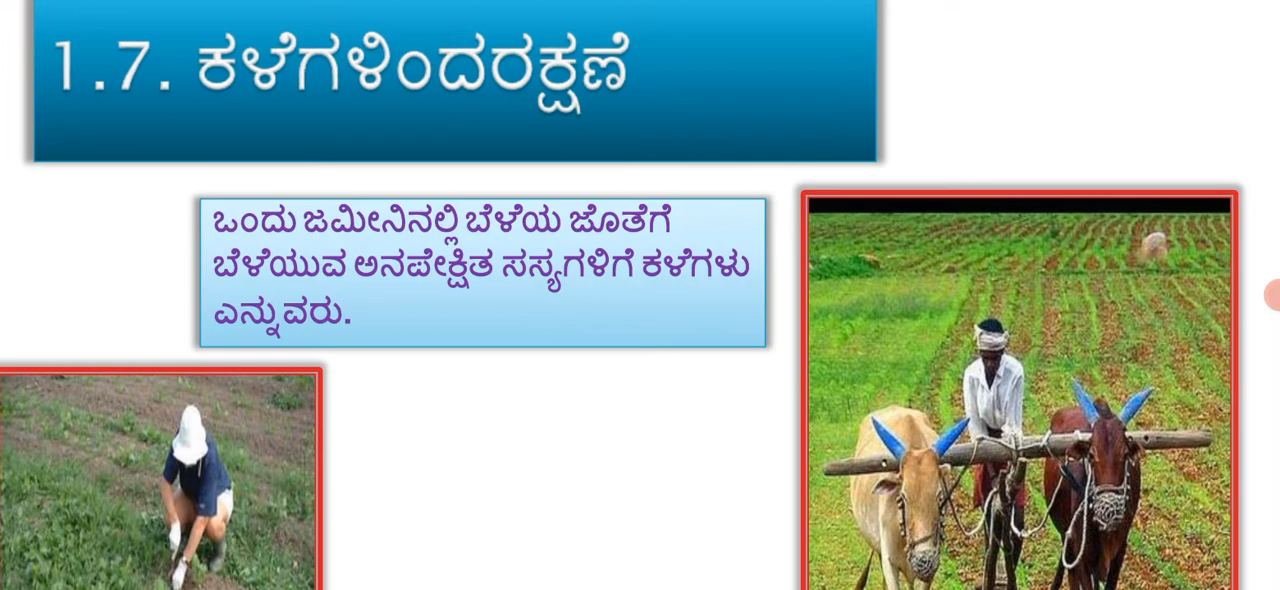 1.7. ಕಳೆಗಳಿಂದರಕ್ಷಣೆ
ಒಂದು ಜಮೀನಿನಲ್ಲಿ ಬೆಳೆಯ ಜೊತೆಗೆ
ಬೆಳೆಯುವ ಅನಪೇಕ್ಷಿತ ಸಸ್ಯಗಳಿಗೆ ಕಳೆಗಳು
ಎನ್ನುವರು.